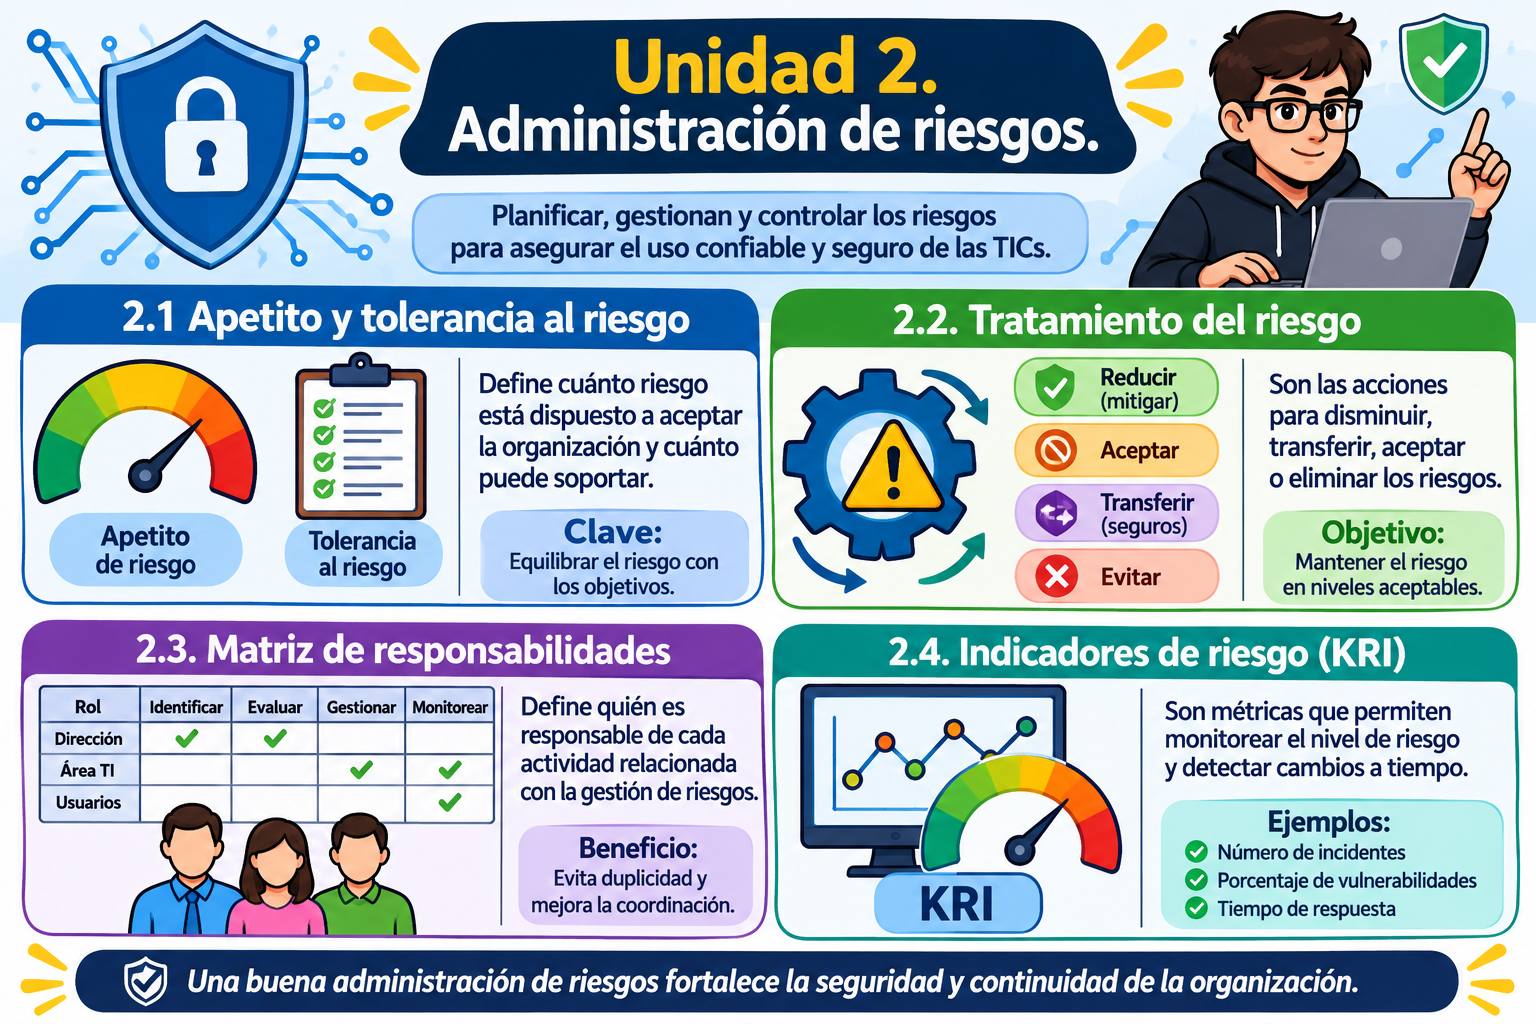 Unidad 2.
Administración de riesgos.
Planificar, gestionan y controlar los riesgos
para asegurar el uso confiable y seguro de las TICs.
2.1 Apetito y tolerancia al riesgo
Apetito
de riesgo
Tolerancia
al riesgo
Define cuánto riesgo
está dispuesto a aceptar
la organización y cuánto
puede soportar.
Clave:
Equilibrar el riesgo con
los objetivos.
2.2. Tratamiento del riesgo
Reducir
(mitigar)
Aceptar
Transferir
(seguros)
Evitar
Son las acciones
para disminuir,
transferir, aceptar
o eliminar los riesgos.
Objetivo:
Mantener el riesgo
en niveles aceptables.
2.3. Matriz de responsabilidades
Rol Identificar Evaluar Gestionar Monitorear
Dirección
Área TI
Usuarios
Define quién es
responsable de cada
actividad relacionada
con la gestión de riesgos.
Beneficio:
Evita duplicidad y
mejora la coordinación.
2.4. Indicadores de riesgo (KRI)
KRI
Son métricas que permiten
monitorear el nivel de riesgo
y detectar cambios a tiempo.
Ejemplos:
Número de incidentes
Porcentaje de vulnerabilidades
Tiempo de respuesta
Una buena administración de riesgos fortalece la seguridad y continuidad de la organización.